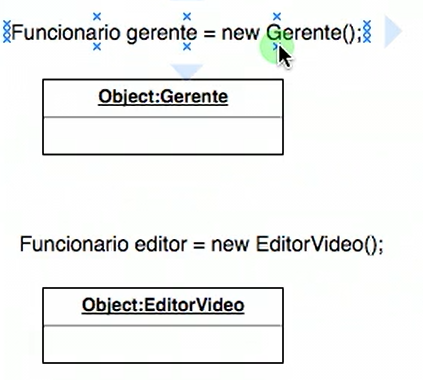 Funcionario gerente = new Gerente();
Object:Gerente
Funcionario editor = new EditorVideo();
Object:EditorVideo